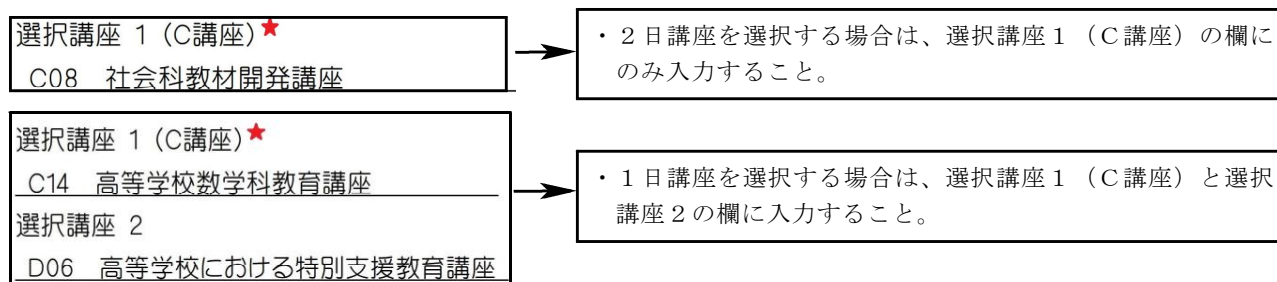 選択講座 1（C講座）★
C08 社会科教材開発講座
・２日講座を選択する場合は、選択講座１（Ｃ講座）の欄に
のみ入力すること。
選択講座 1（C講座）★
C14 高等学校数学科教育講座
選択講座 2
D06 高等学校における特別支援教育講座
・１日講座を選択する場合は、選択講座１（Ｃ講座）と選択
講座２の欄に入力すること。